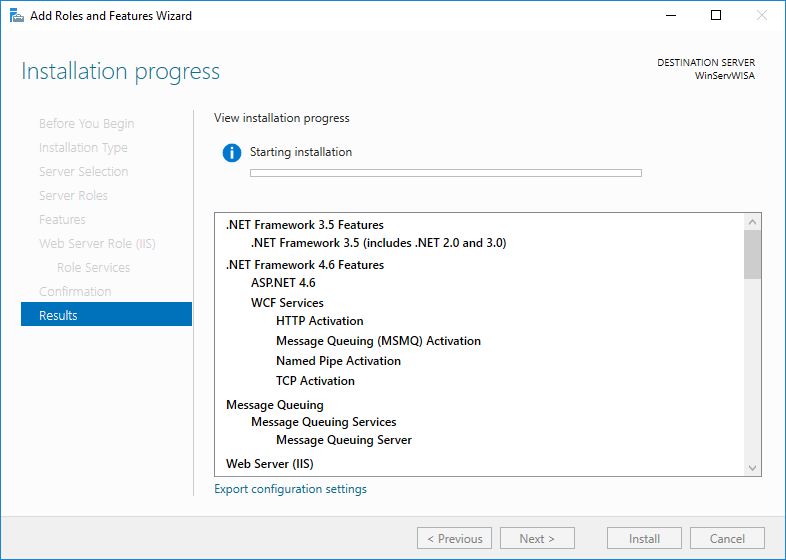 Add Roles and Features Wizard
Installation progress
DESTINATION SERVER
WinServWISA
Before You Begin
Installation Type
Server Selection
Server Roles
Features
Web Server Role (IIS)
Role Services
Confirmation
Results
View installation progress
Starting installation
.NET Framework 3.5 Features
.NET Framework 3.5 (includes .NET 2.0 and 3.0)
.NET Framework 4.6 Features
ASP.NET 4.6
WCF Services
HTTP Activation
Message Queuing (MSMQ) Activation
Named Pipe Activation
TCP Activation
Message Queuing
Message Queuing Services
Message Queuing Server
Web Server (IIS)
Export configuration settings
< Previous
Next >
Install
Cancel